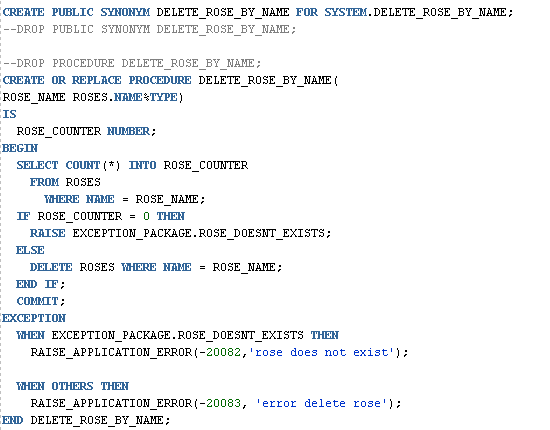 CREATE PUBLIC SYNONYM DELETE_ROSE_BY_NAME FOR SYSTEM.DELETE_ROSE_BY_NAME;
--DROP PUBLIC SYNONYM DELETE_ROSE_BY_NAME;

--DROP PROCEDURE DELETE_ROSE_BY_NAME;
CREATE OR REPLACE PROCEDURE DELETE_ROSE_BY_NAME(
ROSE_NAME ROSES.NAME%TYPE)
IS
  ROSE_COUNTER NUMBER;
BEGIN
  SELECT COUNT(*) INTO ROSE_COUNTER
    FROM ROSES
      WHERE NAME = ROSE_NAME;
  IF ROSE_COUNTER = 0 THEN
    RAISE EXCEPTION_PACKAGE.ROSE_DOESNT_EXISTS;
  ELSE
    DELETE ROSES WHERE NAME = ROSE_NAME;
  END IF;
  COMMIT;
EXCEPTION
  WHEN EXCEPTION_PACKAGE.ROSE_DOESNT_EXISTS THEN
    RAISE_APPLICATION_ERROR(-20082,'rose does not exist');

  WHEN OTHERS THEN
    RAISE_APPLICATION_ERROR(-20083, 'error delete rose');
END DELETE_ROSE_BY_NAME;